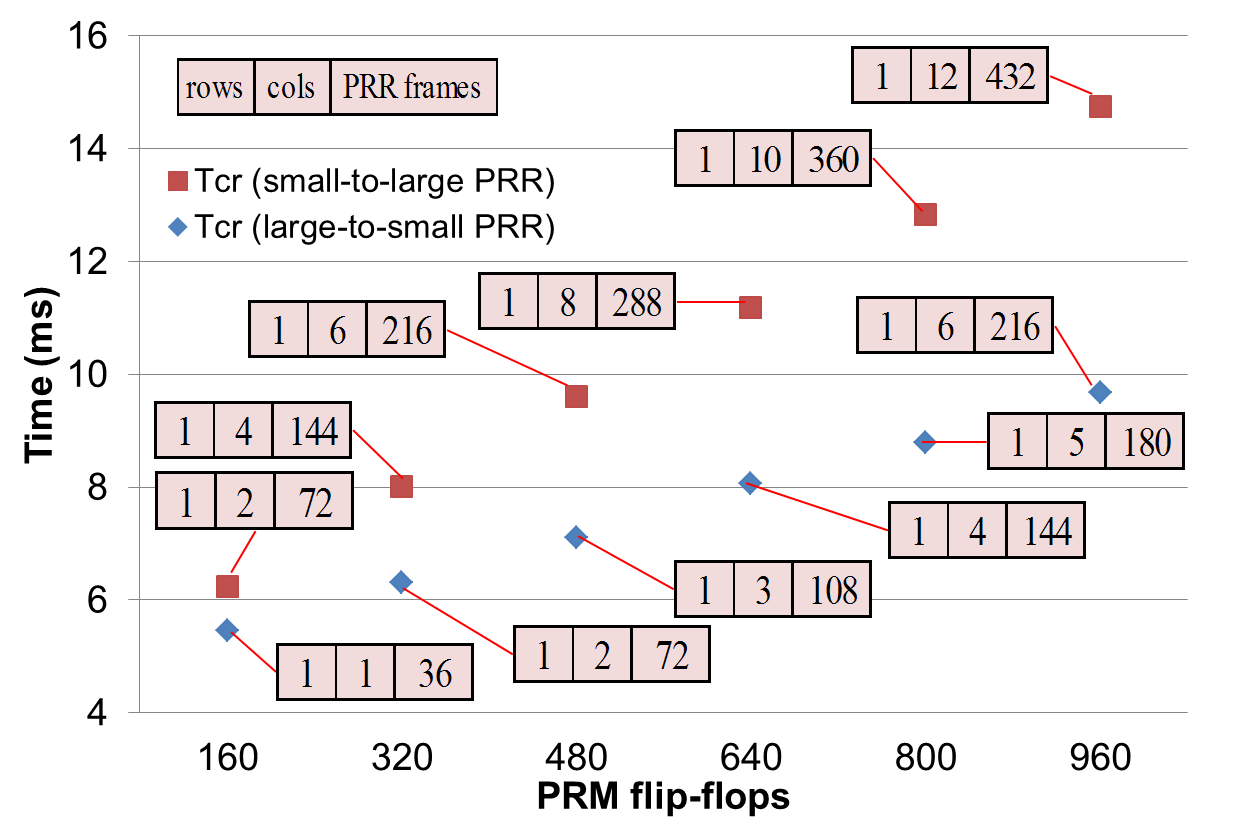 16
rows cols PRR frames
1 12 432
14
1 10 360
Tcr (small-to-large PRR)
Tcr (large-to-small PRR)
12
1 8 288
1 6 216
1 6 216
Time (ms)
10
1 4 144
1 5 180
8
1 2 72
1 4 144
6
1 3 108
1 2 72
1 1 36
4
160 320 480 640 800 960
PRM flip-flops